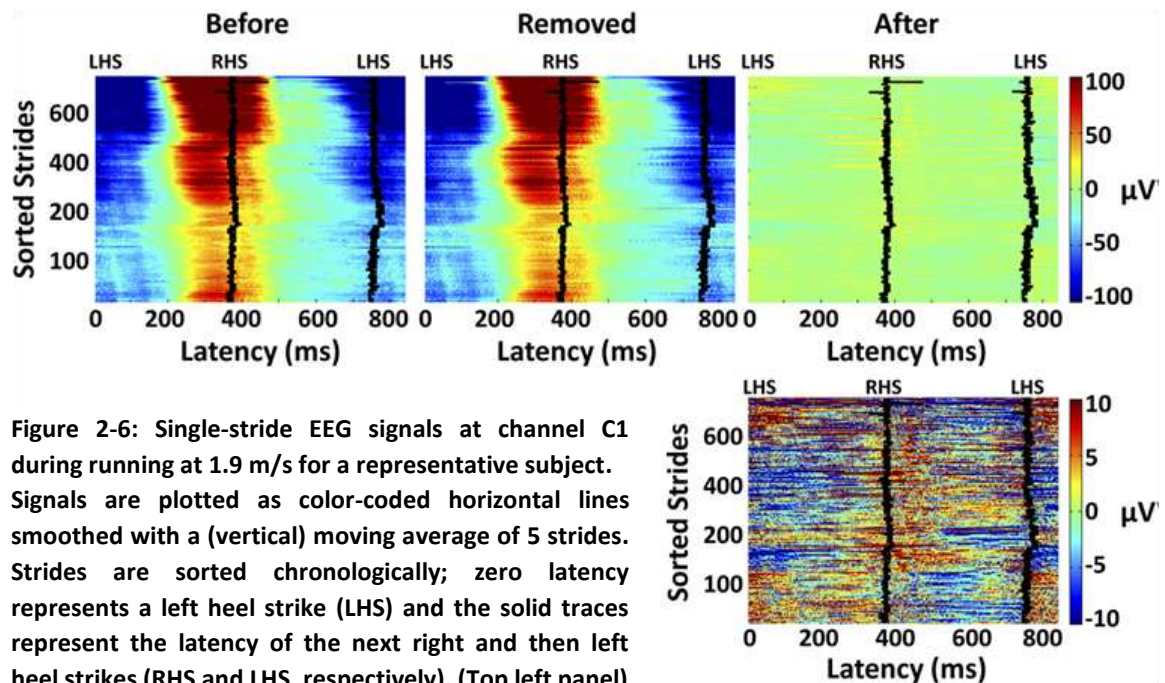 Before Removed After
LHS RHS LHS LHS RHS LHS LHS RHS LHS
Sorted Strides
600
400
200
100
100
50
0
-50
-100
µV
0 200 400 600 800 0 200 400 600 800 0 200 400 600 800
Latency (ms) Latency (ms) Latency (ms)
LHS RHS LHS
Sorted Strides
600
400
200
100
10
5
0
-5
-10
µV
0 200 400 600 800
Latency (ms)
Figure 2-6: Single-stride EEG signals at channel C1
during running at 1.9 m/s for a representative subject.
Signals are plotted as color-coded horizontal lines
smoothed with a (vertical) moving average of 5 strides.
Strides are sorted chronologically; zero latency
represents a left heel strike (LHS) and the solid traces
represent the latency of the next right and then left
heel strikes (RHS and LHS, respectively). (Top left panel)